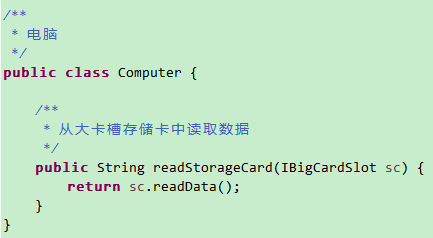 /**
 * 电脑
 */
public class Computer {
    /**
     * 从大卡槽存储卡中读取数据
     */
    public String readStorageCard(IBigCardSlot sc) {
        return sc.readData();
    }
}